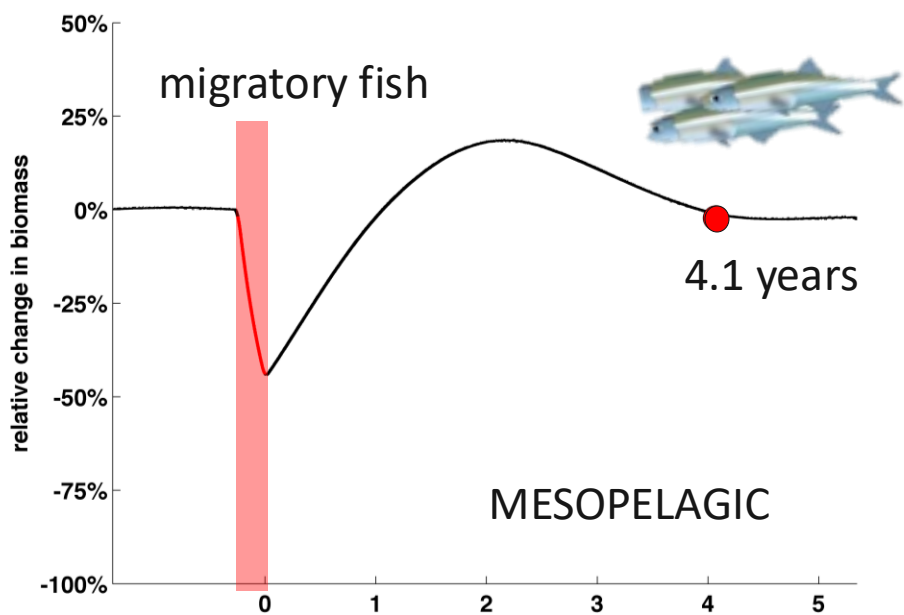 50%
migratory fish
25%
relative change in biomass
0%
4.1 years
-25%
-50%
-75%
MESOPELAGIC
-100%
0 1 2 3 4 5